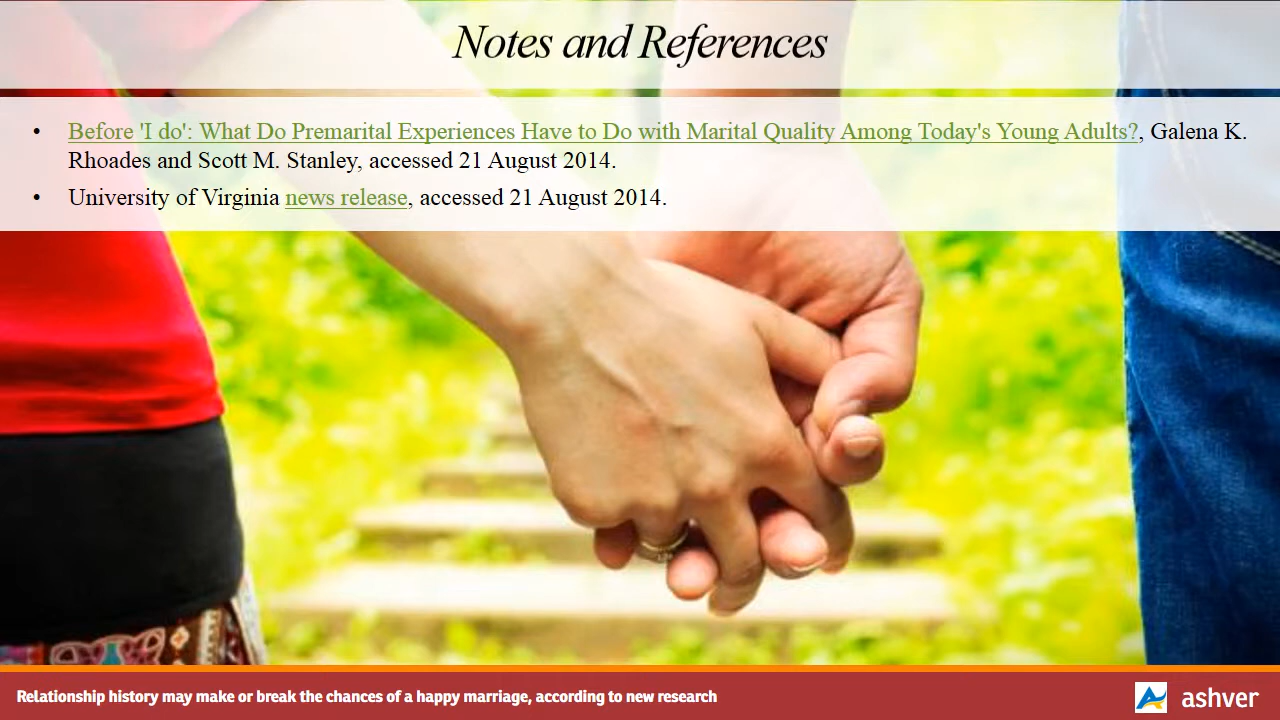 Notes and References
• Before 'I do': What Do Premarital Experiences Have to Do with Marital Quality Among Today's Young Adults?, Galena K.
Rhoades and Scott M. Stanley, accessed 21 August 2014.
• University of Virginia news release, accessed 21 August 2014.
Relationship history may make or break the chances of a happy marriage, according to new research
ashver